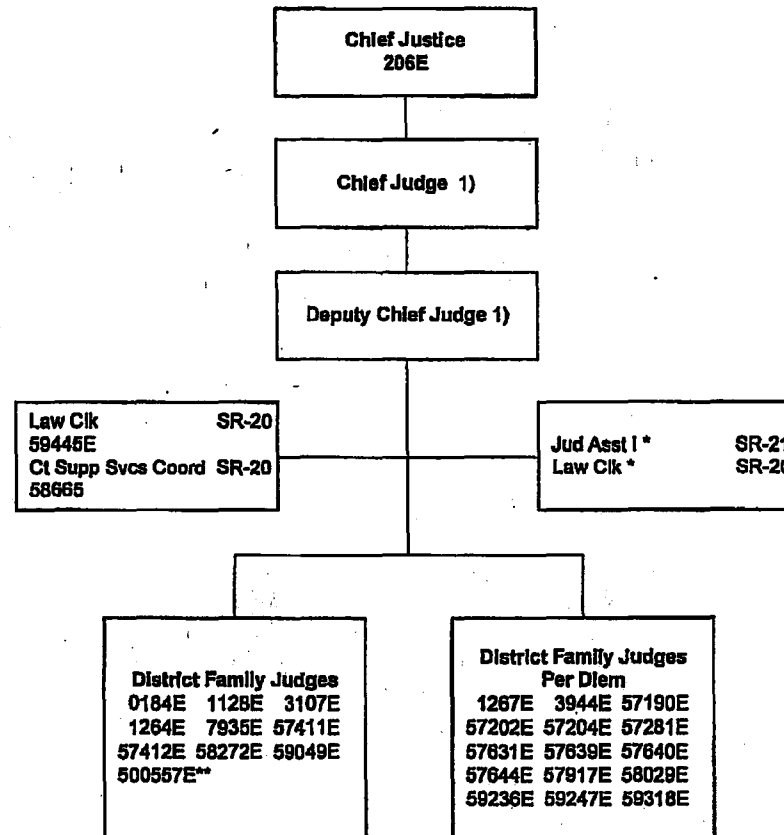 Chief Justice
206E
Chief Judge 1)
Deputy Chief Judge 1)
Law Clk SR-20
59445E
Ct Supp Svcs Coord SR-20
58665
Jud Asst I * SR-21
Law Clk * SR-20
District Family Judges
0184E 1128E 3107E
1264E 7935E 57411E
57412E 58272E 59049E
500557E**
District Family Judges
Per Diem
1267E 3944E 57190E
57202E 57204E 57281E
57631E 57639E 57640E
57644E 57917E 58029E
59236E 59247E 59318E